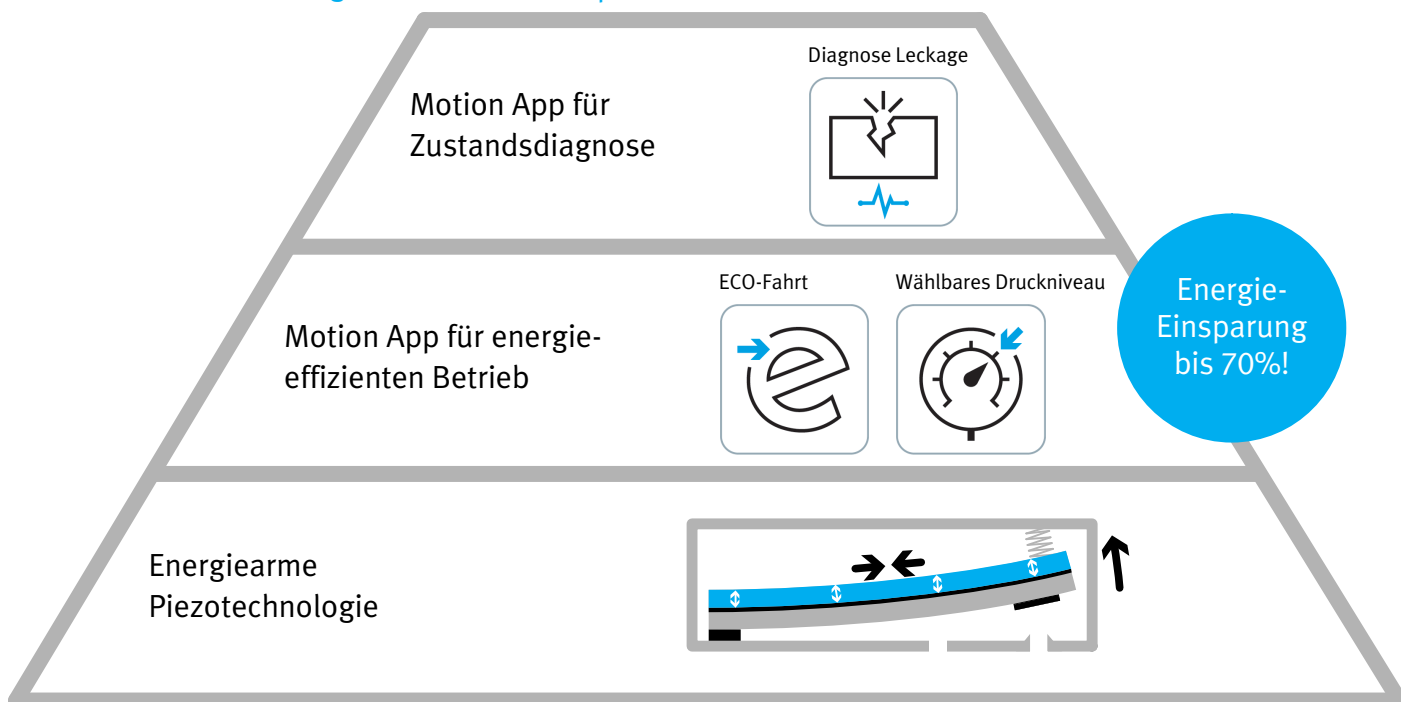 Diagnose Leckage
Motion App für
Zustandsdiagnose
ECO-Fahrt
Wählbares Druckniveau
Motion App für energie-
effizienten Betrieb
Energie-
Einsparung
bis 70%!
Energiearme
Piezotechnologie